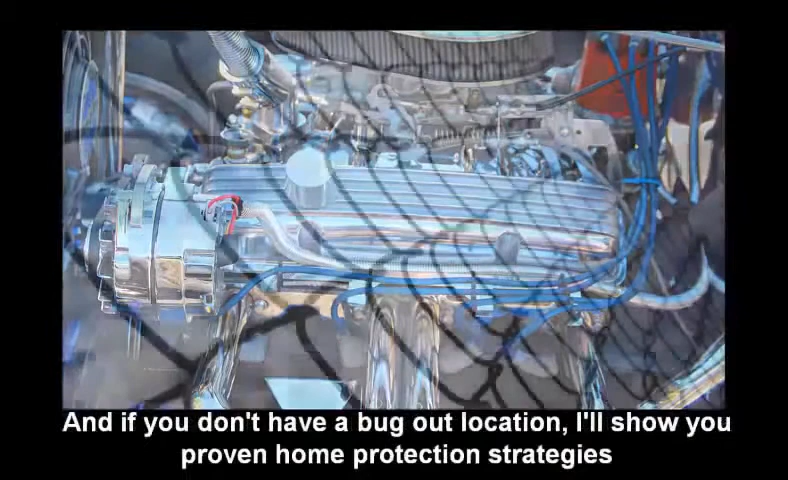 And if you don't have a bug out location, I'll show you
proven home protection strategies